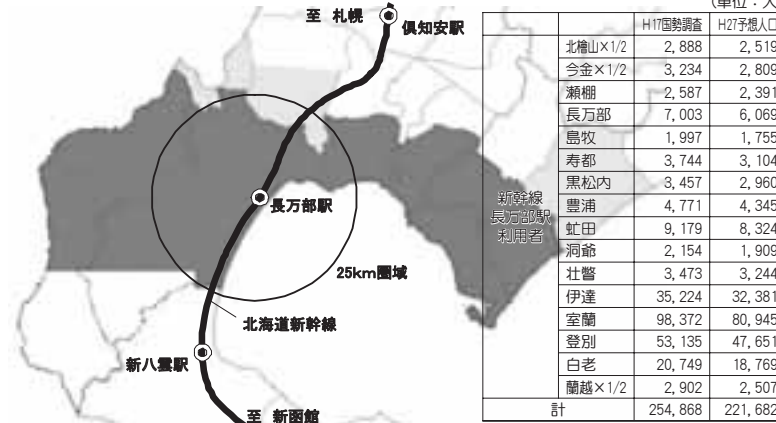 至 札幌
倶知安駅
長万部駅
25km圏域
北海道新幹線
新八雲駅
至 新函館
(単位：人
H17国勢調査 H27予想人口
新幹線
長万部駅
利用者
北檜山×1/2 2,888 2,519
今金×1/2 3,234 2,809
瀬棚 2,587 2,391
長万部 7,003 6,069
島牧 1,997 1,755
寿都 3,744 3,104
黒松内 3,457 2,960
豊浦 4,771 4,345
虻田 9,179 8,324
洞爺 2,154 1,909
壮瞥 3,473 3,244
伊達 35,224 32,381
室蘭 98,372 80,945
登別 53,135 47,651
白老 20,749 18,769
蘭越×1/2 2,902 2,507
計 254,868 221,682